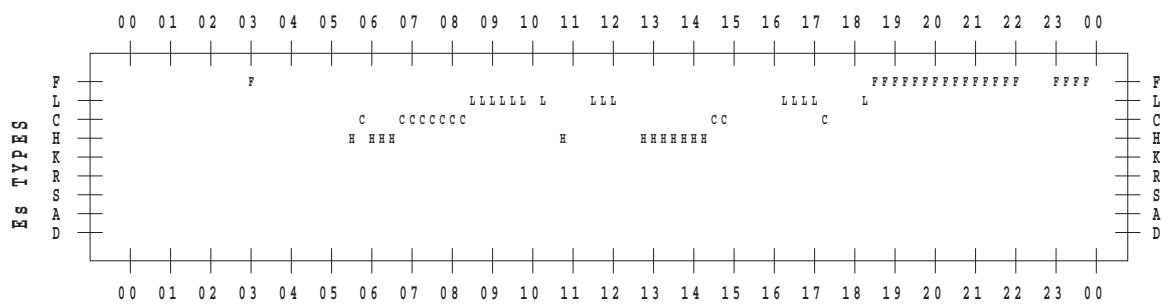 00 01 02 03 04 05 06 07 08 09 10 11 12 13 14 15 16 17 18 19 20 21 22 23 00
F F FFFFFFFFFFFFFFF FFFF F
L LLLLLL L LLL LLLL L L
C C CCCCCCC CC C C
H H HHH H HHHHHHH H
K K
R R
S S
A A
D D
Es TYPES
00 01 02 03 04 05 06 07 08 09 10 11 12 13 14 15 16 17 18 19 20 21 22 23 00